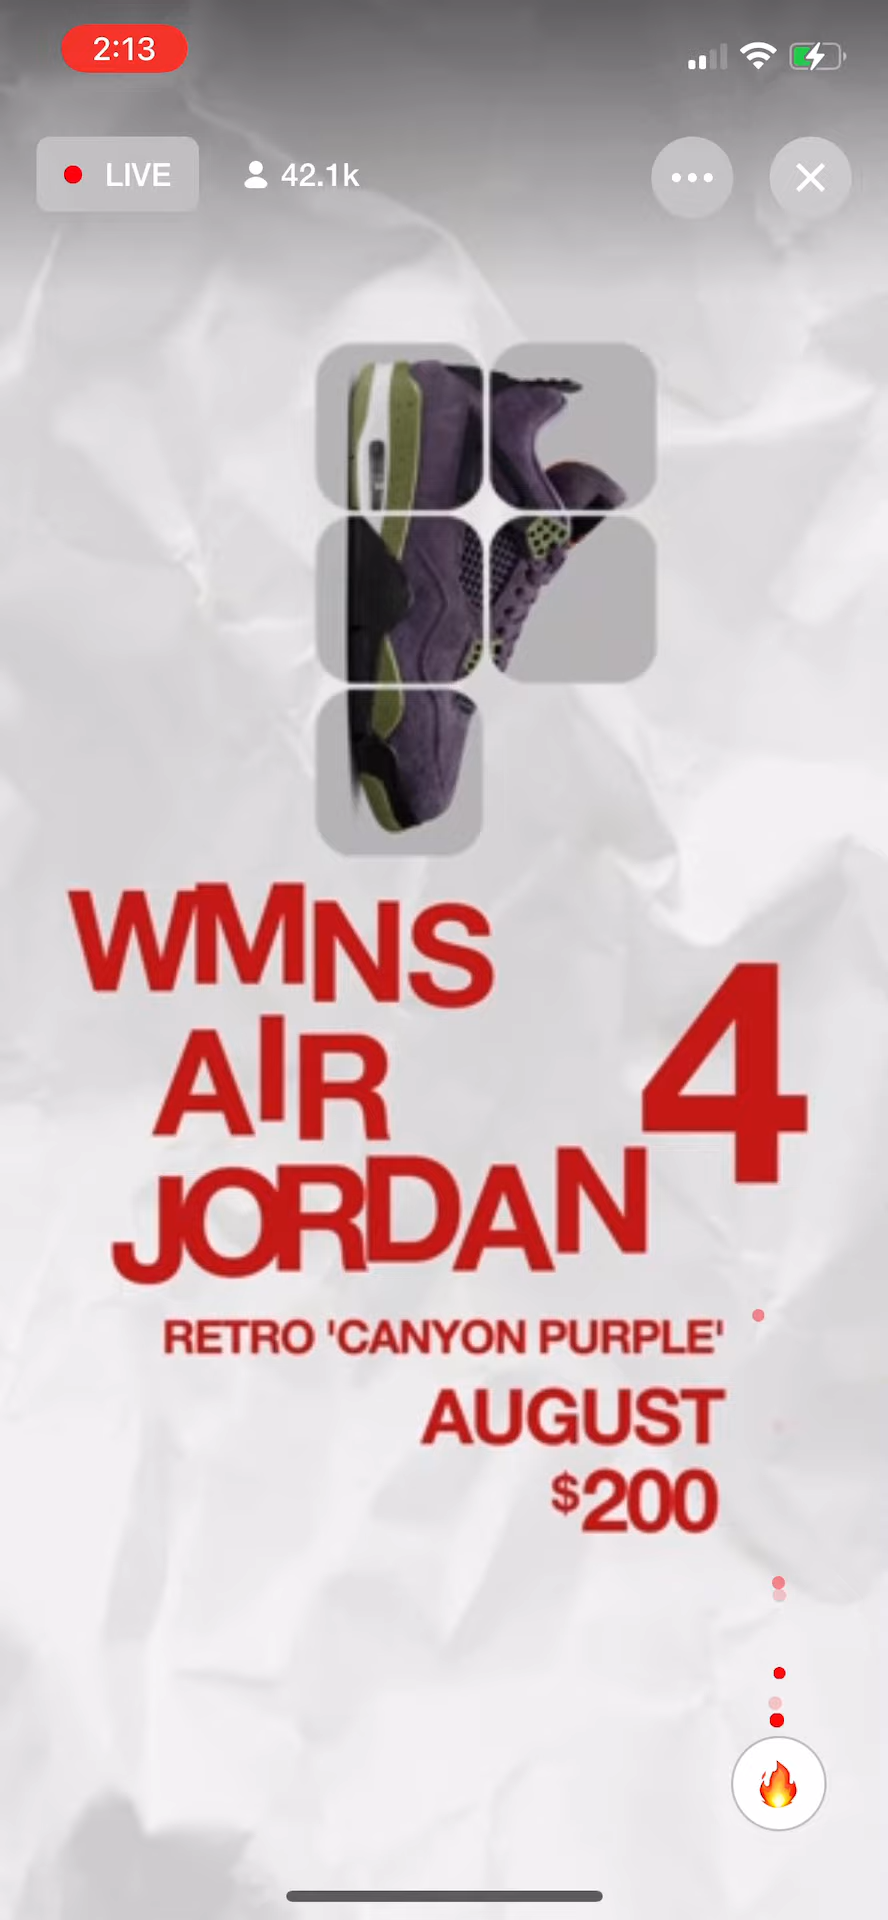 2:13
LIVE 42.1k
WMNS
AIR
JORDAN 4
RETRO 'CANYON PURPLE'
AUGUST
$200